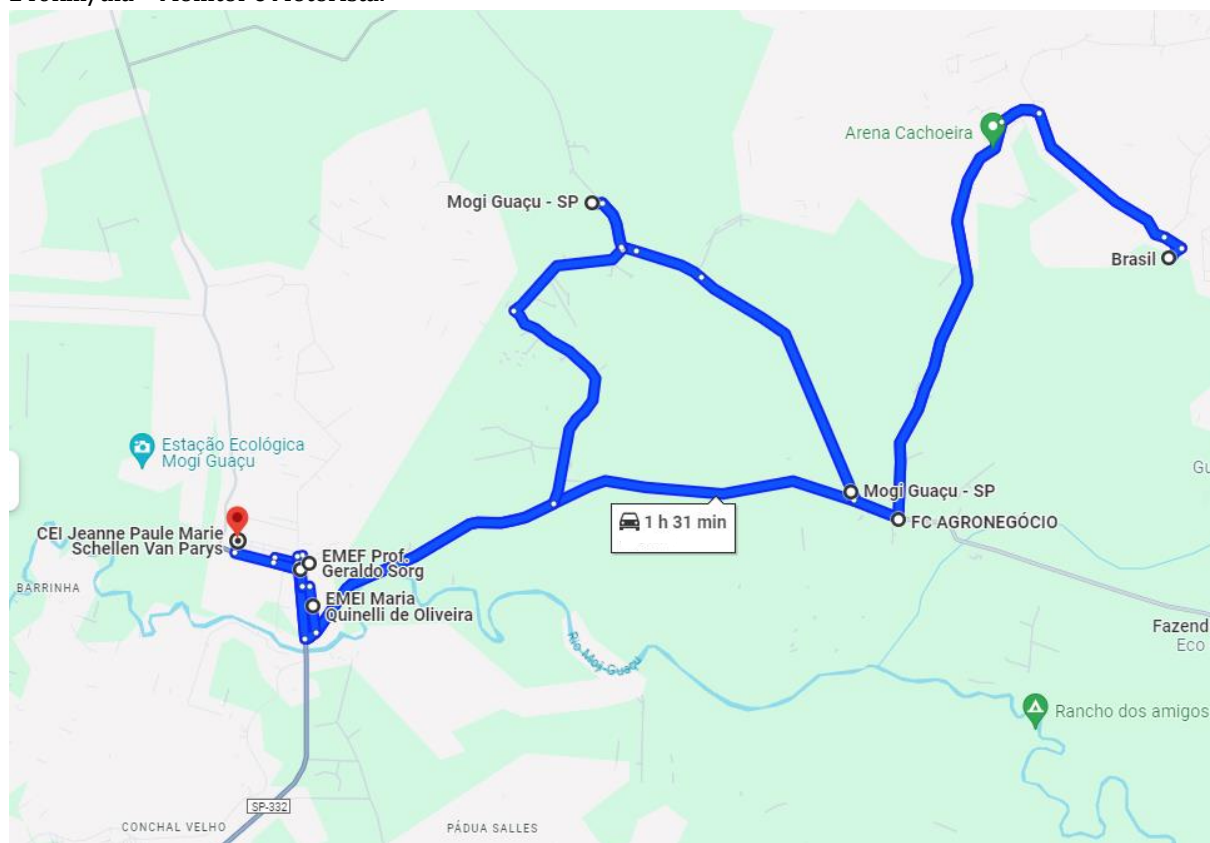 Arena Cachoeira
Mogi Guaçu - SP
Brasil
Estação Ecológica
Mogi Guaçu
Mogi Guaçu - SP
1 h 31 min
FC AGRONEGÓCIO
CEI Jeanne Paule Marie
Schellen Van Parys
EMEF Prof.
Geraldo Sorg
BARRINHA
EMEI Maria
Quinelli de Oliveira
Rio Moji-Guaçu
Fazend
Eco
Rancho dos amigos
SP-332
CONCHAL VELHO
PÁDUA SALLES